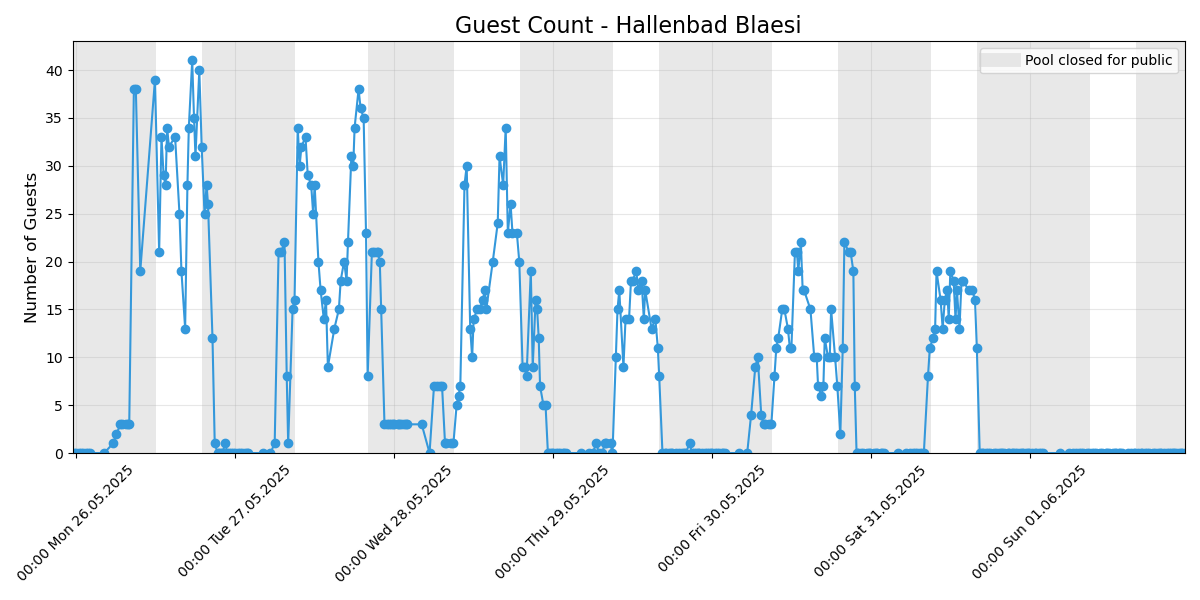 Guest Count - Hallenbad Blaesi
Pool closed for public
Number of Guests
40
35
30
25
20
15
10
5
0
00:00 Mon 26.05.2025
00:00 Tue 27.05.2025
00:00 Wed 28.05.2025
00:00 Thu 29.05.2025
00:00 Fri 30.05.2025
00:00 Sat 31.05.2025
00:00 Sun 01.06.2025